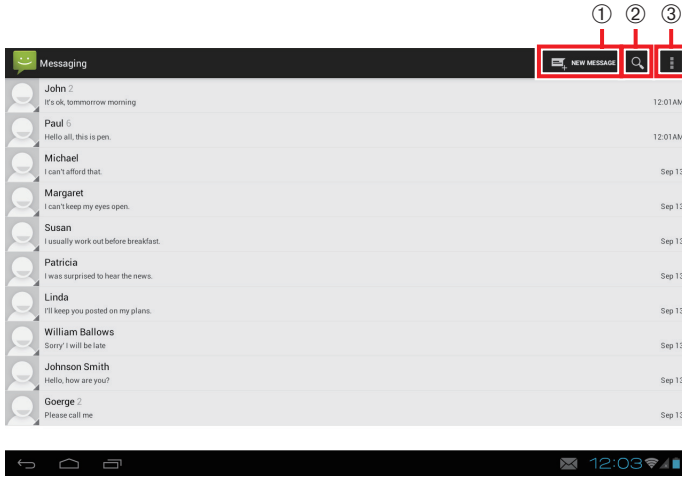 ① ② ③
Messaging NEW MESSAGE
John 2
It's ok, tommorrow morning 12:01AM
Paul 6
Hello all, this is pen. 12:01AM
Michael
I can't afford that. Sep 13
Margaret
I can't keep my eyes open. Sep 13
Susan
I usually work out before breakfast. Sep 13
Patricia
I was surprised to hear the news. Sep 13
Linda
I'll keep you posted on my plans. Sep 13
William Ballows
Sorry' I will be late Sep 13
Johnson Smith
Hello, how are you? Sep 13
Goerge 2
Please call me Sep 13
12:03